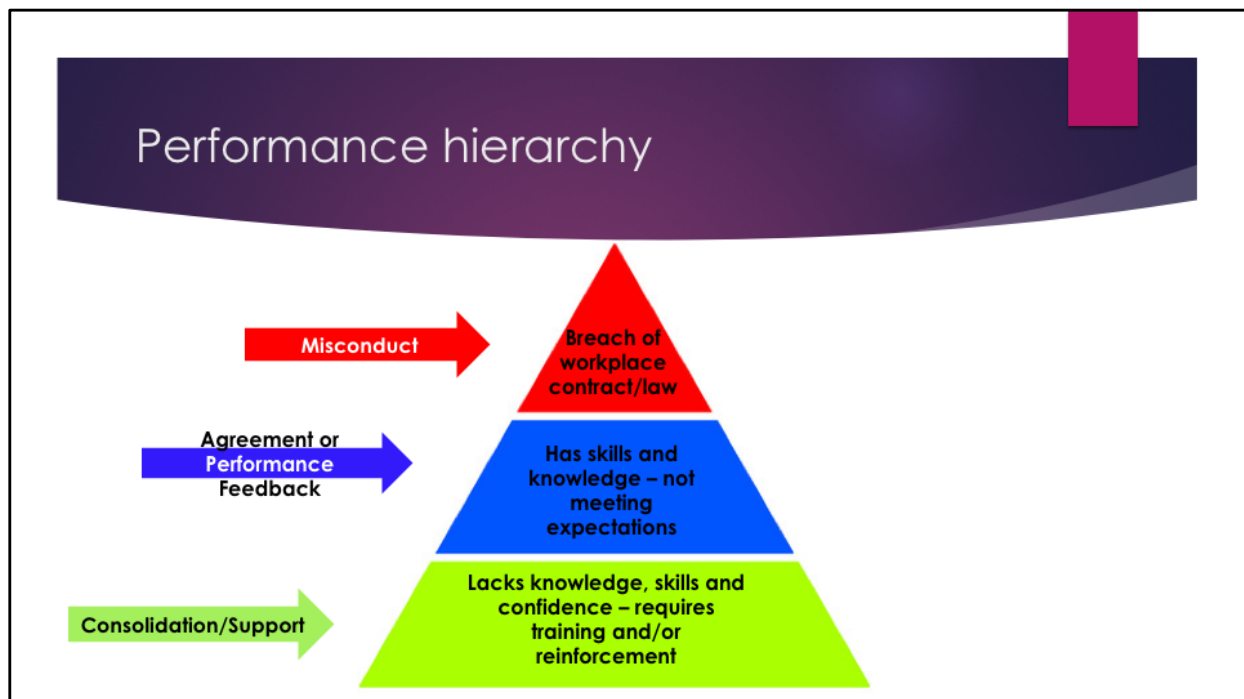 Performance hierarchy
Misconduct
Breach of
workplace
contract/law
Agreement or
Performance
Feedback
Has skills and
knowledge – not
meeting
expectations
Consolidation/Support
Lacks knowledge, skills and
confidence – requires
training and/or
reinforcement